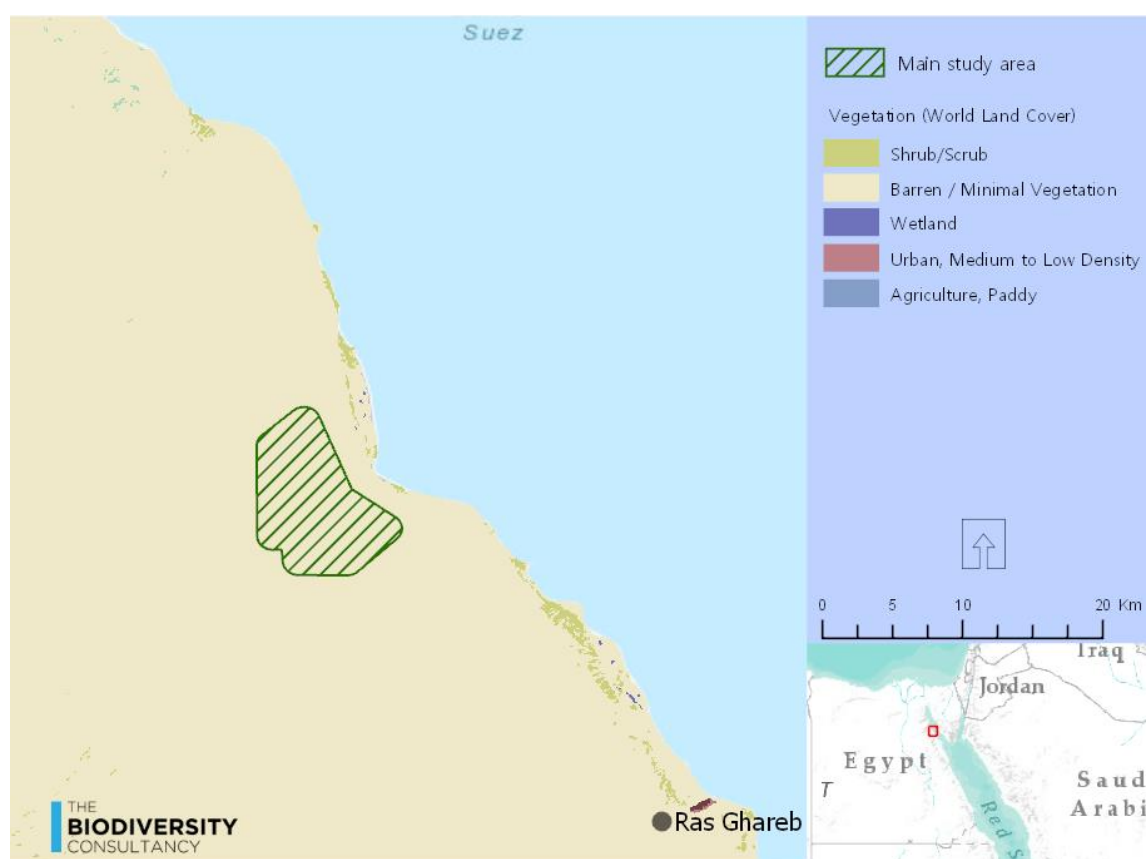 Suez
Main study area
Vegetation (World Land Cover)
Shrub/Scrub
Barren / Minimal Vegetation
Wetland
Urban, Medium to Low Density
Agriculture, Paddy
0 5 10 20 Km
Iraq
Jordan
Egypt
T
Saud
Arabi
Red S
Ras Ghareb
THE
BIODIVERSITY
CONSULTANCY